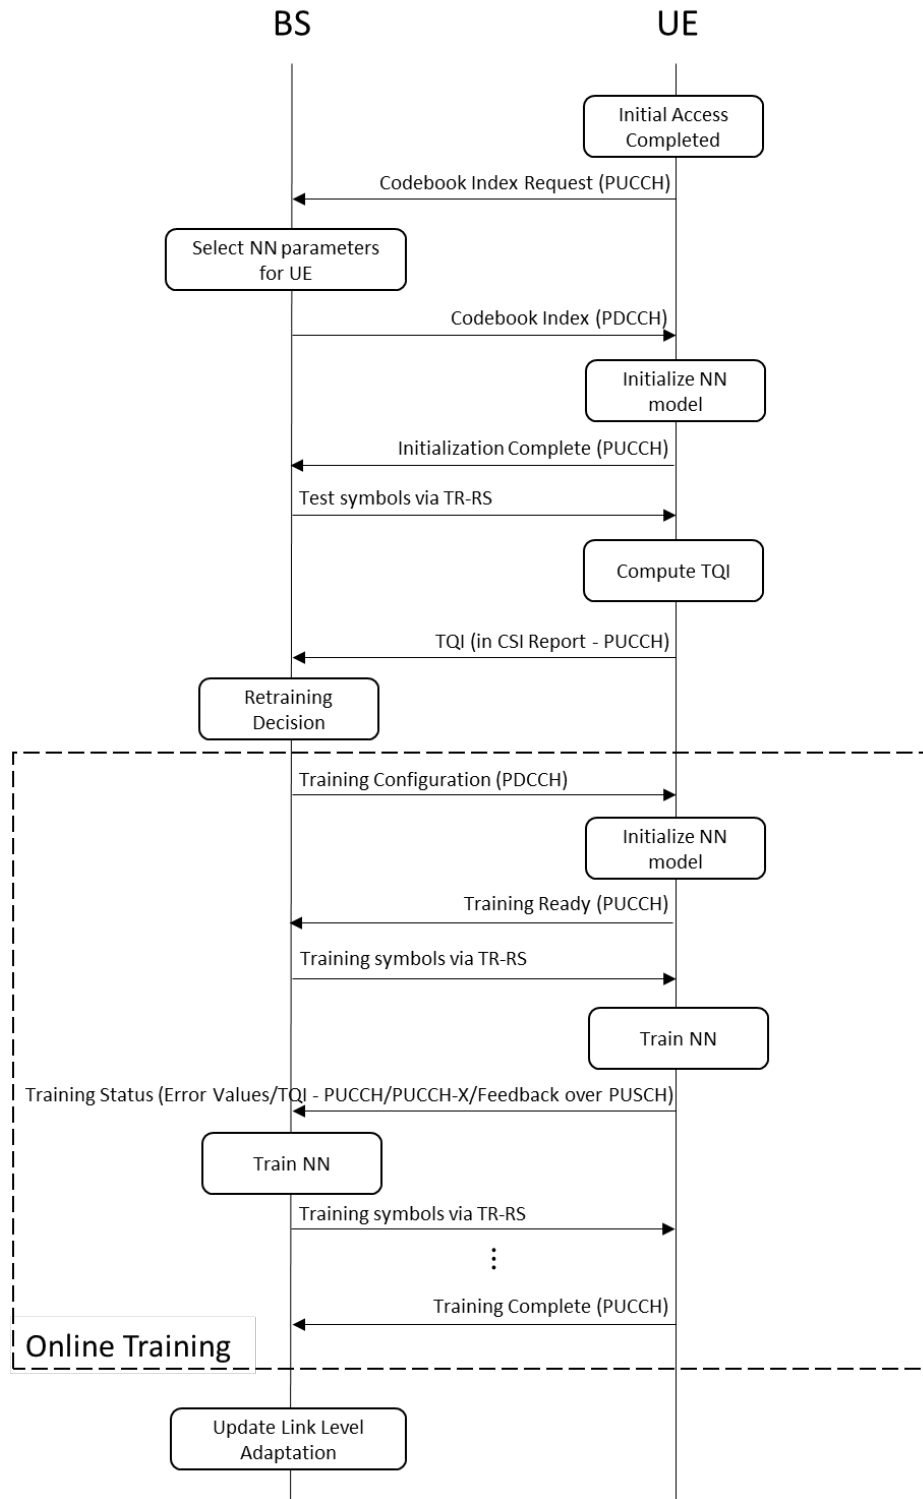 BS
UE
Initial Access
Completed
Codebook Index Request (PUCCH)
Select NN parameters
for UE
Codebook Index (PDCCH)
Initialize NN
model
Initialization Complete (PUCCH)
Test symbols via TR-RS
Compute TQI
TQI (in CSI Report - PUCCH)
Retraining
Decision
Training Configuration (PDCCH)
Initialize NN
model
Training Ready (PUCCH)
Training symbols via TR-RS
Train NN
Training Status (Error Values/TQI - PUCCH/PUCCH-X/Feedback over PUSCH)
Train NN
Training symbols via TR-RS
⋮
Training Complete (PUCCH)
Online Training
Update Link Level
Adaptation